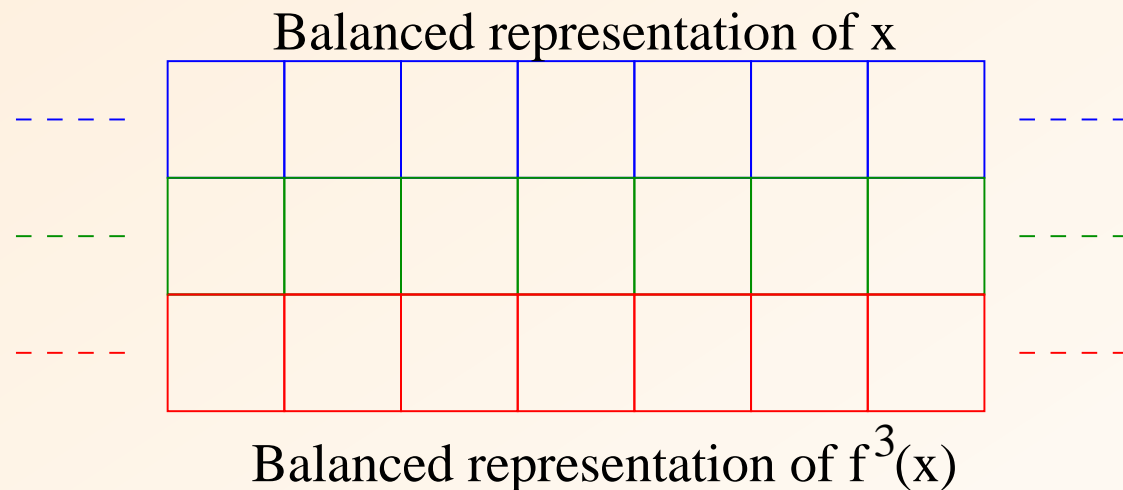 Balanced representation of x
Balanced representation of f³(x)